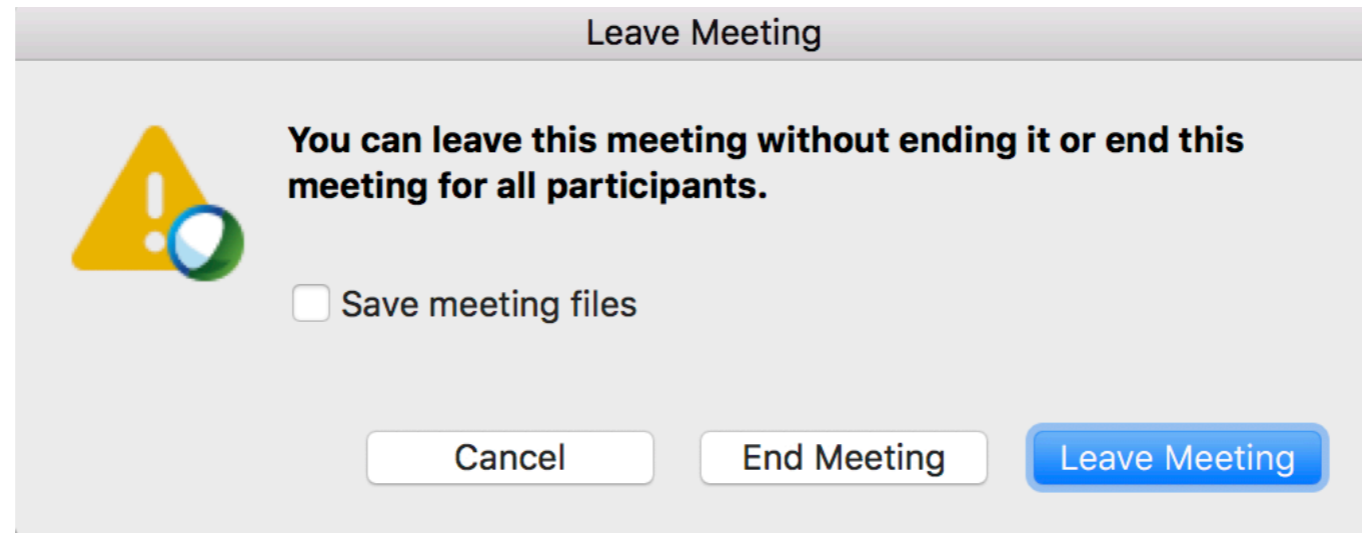 Leave Meeting
You can leave this meeting without ending it or end this
meeting for all participants.
Save meeting files
Cancel End Meeting Leave Meeting